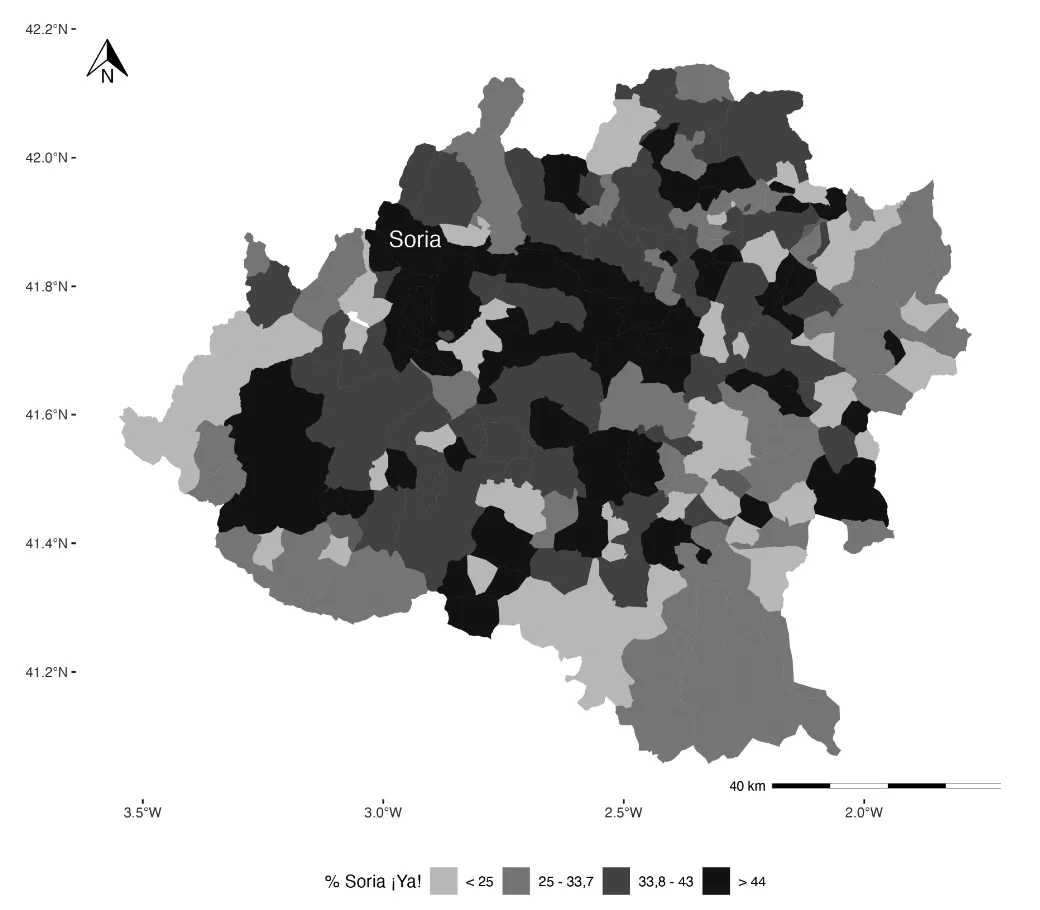 42.2°N
N
42.0°N
Soria
41.8°N
41.6°N
41.4°N
41.2°N
40 km
3.5°W 3.0°W 2.5°W 2.0°W
% Soria ¡Ya! < 25 25 - 33,7 33,8 - 43 > 44